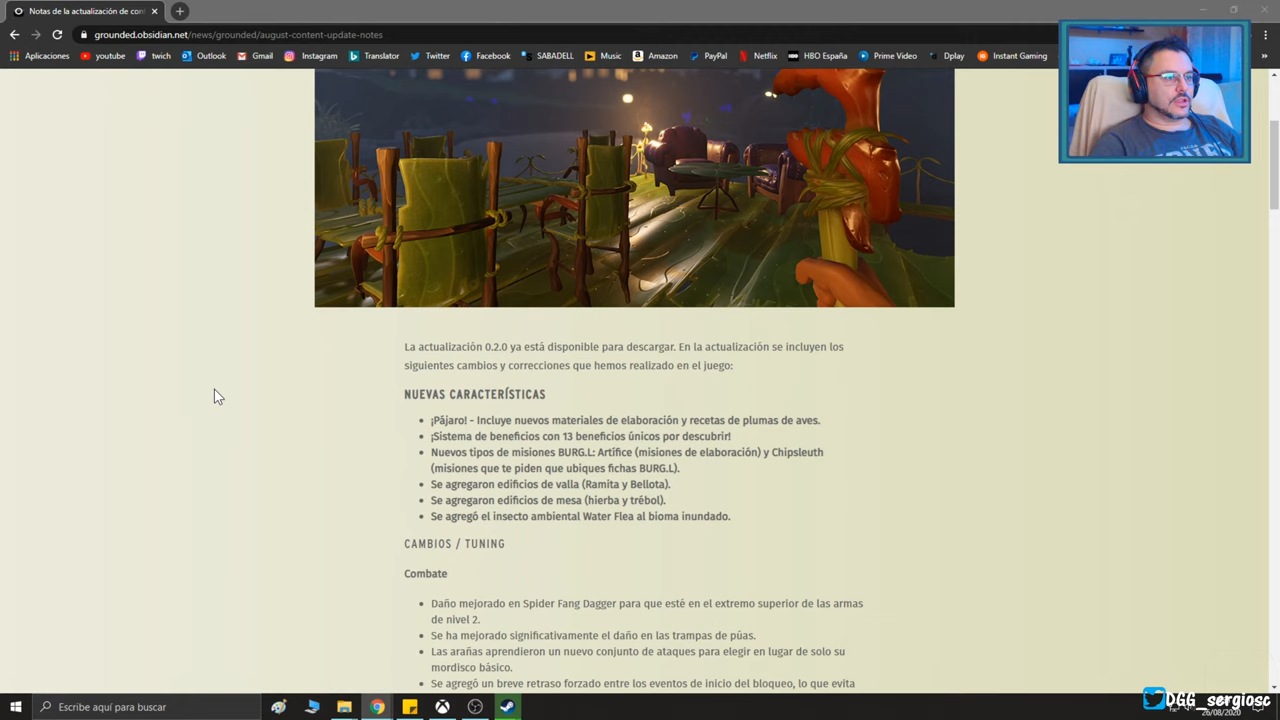 Notas de la actualización de cont
grounded.obsidian.net/news/grounded/august-content-update-notes
Aplicaciones youtube twich Outlook Gmail Instagram Translator Twitter Facebook SABADELL Music Amazon PayPal Netflix HBO España Prime Video Dplay Instant Gaming
La actualización 0.2.0 ya está disponible para descargar. En la actualización se incluyen los
siguientes cambios y correcciones que hemos realizado en el juego:
NUEVAS CARACTERÍSTICAS
• ¡Pájaro! - Incluye nuevos materiales de elaboración y recetas de plumas de aves.
• ¡Sistema de beneficios con 13 beneficios únicos por descubrir!
• Nuevos tipos de misiones BURG.L: Artífice (misiones de elaboración) y Chipsleuth
(misiones que te piden que ubiques fichas BURG.L).
• Se agregaron edificios de valla (Ramita y Bellota).
• Se agregaron edificios de mesa (hierba y trébol).
• Se agregó el insecto ambiental Water Flea al bioma inundado.
CAMBIOS / TUNING
Combate
• Daño mejorado en Spider Fang Dagger para que esté en el extremo superior de las armas
de nivel 2.
• Se ha mejorado significativamente el daño en las trampas de púas.
• Las arañas aprendieron un nuevo conjunto de ataques para elegir en lugar de solo su
mordisco básico.
• Se agregó un breve retraso forzado entre los eventos de inicio del bloqueo, lo que evita
Escribe aquí para buscar
DGG_sergiosc
26/08/2020